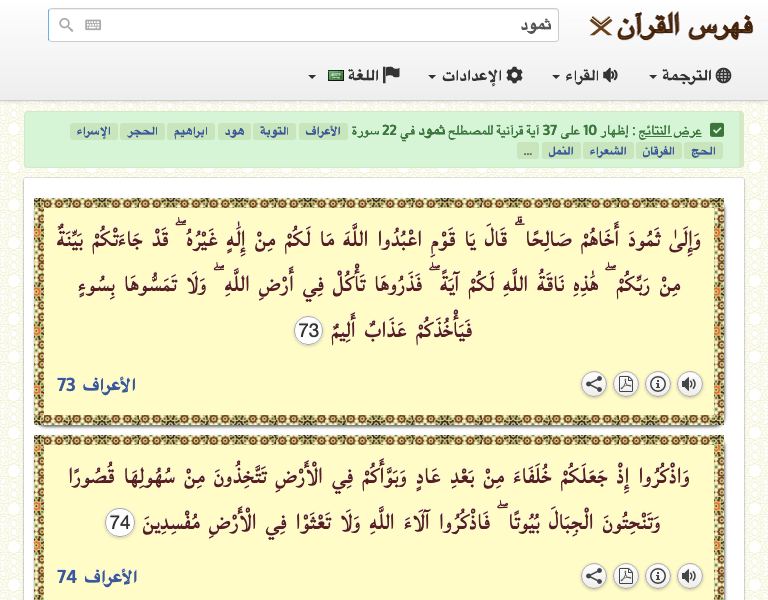 فهرس القرآن
ثمود
الترجمة القراء الإعدادات اللغة
عرض النتائج : إظهار 10 على 37 آية قرآنية للمصطلح ثمود في 22 سورة الأعراف التوبة هود ابراهيم الحجر الإسراء
الحج الفرقان الشعراء النمل ...
وَإِلَىٰ ثَمُودَ أَخَاهُمْ صَالِحًا ۗ قَالَ يَا قَوْمِ اعْبُدُوا اللَّهَ مَا لَكُمْ مِنْ إِلَٰهٍ غَيْرُهُ ۖ قَدْ جَاءَتْكُمْ بَيِّنَةٌ
مِنْ رَبِّكُمْ ۖ هَٰذِهِ نَاقَةُ اللَّهِ لَكُمْ آيَةً ۖ فَذَرُوهَا تَأْكُلْ فِي أَرْضِ اللَّهِ ۖ وَلَا تَمَسُّوهَا بِسُوءٍ
فَيَأْخُذَكُمْ عَذَابٌ أَلِيمٌ 73
الأعراف 73
وَاذْكُرُوا إِذْ جَعَلَكُمْ خُلَفَاءَ مِنْ بَعْدِ عَادٍ وَبَوَّأَكُمْ فِي الْأَرْضِ تَتَّخِذُونَ مِنْ سُهُولِهَا قُصُورًا
وَتَنْحِتُونَ الْجِبَالَ بُيُوتًا ۖ فَاذْكُرُوا آلَاءَ اللَّهِ وَلَا تَعْثَوْا فِي الْأَرْضِ مُفْسِدِينَ 74
الأعراف 74